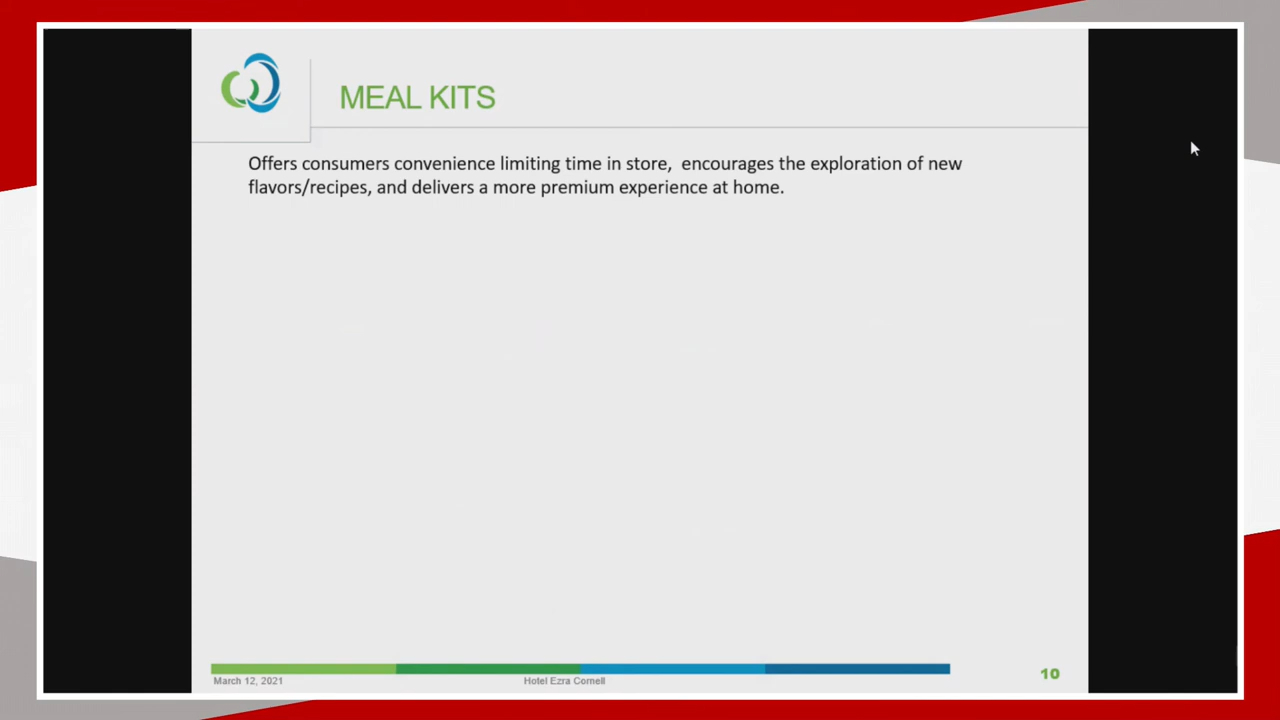 MEAL KITS
Offers consumers convenience limiting time in store,  encourages the exploration of new
flavors/recipes, and delivers a more premium experience at home.
March 12, 2021
Hotel Ezra Cornell
10